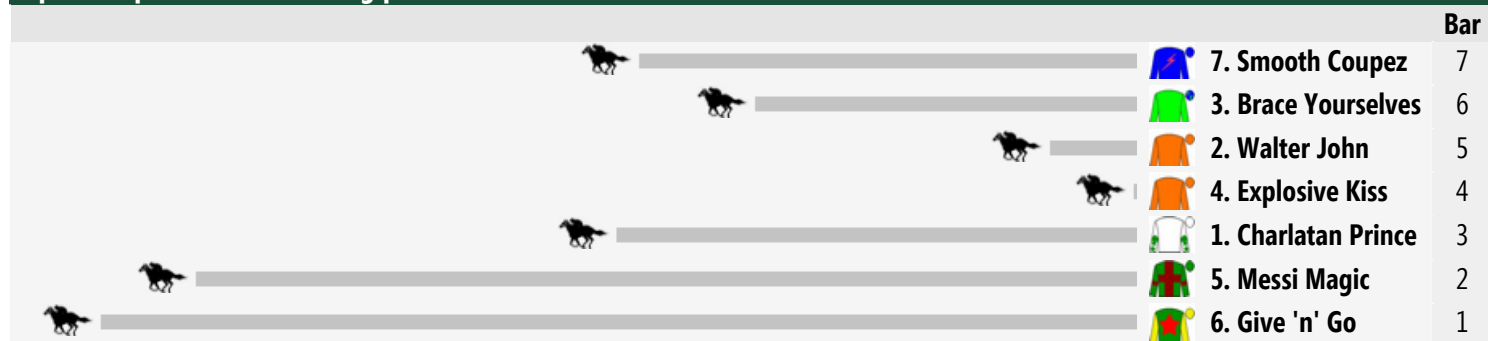 Bar
7. Smooth Coupez 7
3. Brace Yourselves 6
2. Walter John 5
4. Explosive Kiss 4
1. Charlatan Prince 3
5. Messi Magic 2
6. Give 'n' Go 1